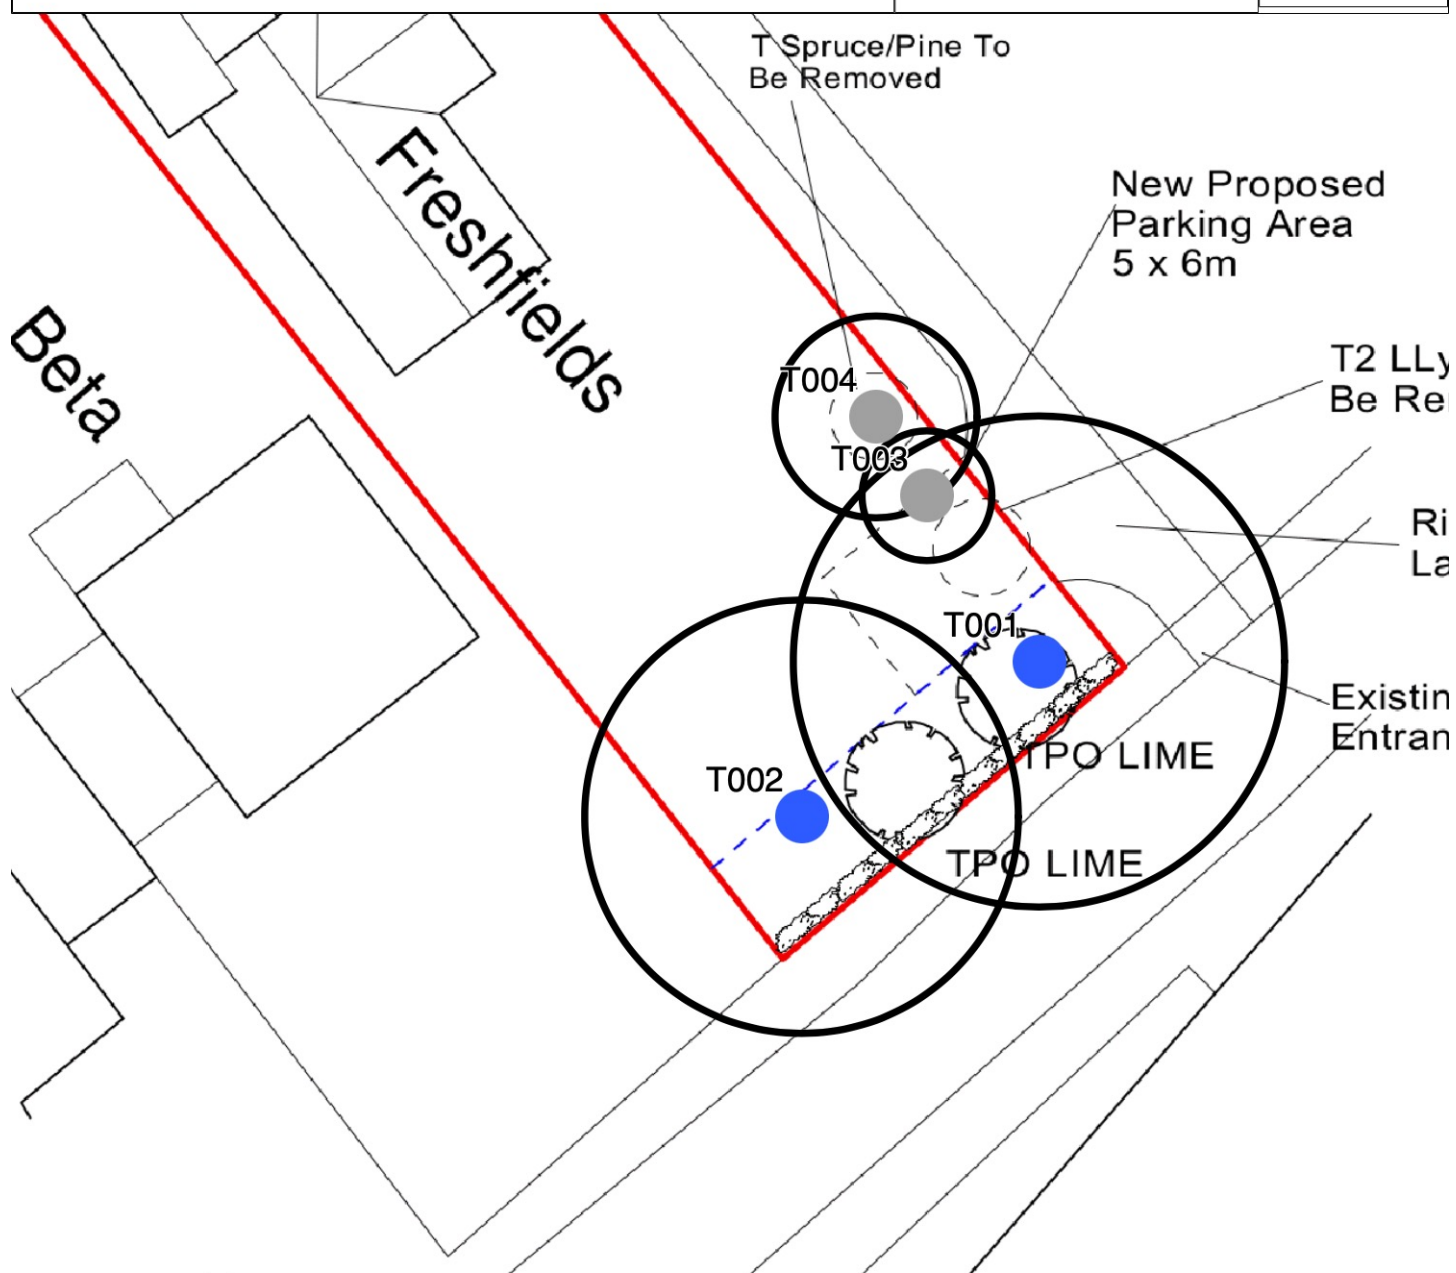 T Spruce/Pine To
Be Removed
New Proposed
Parking Area
5 x 6m
Freshfields
Beta
T2 LLy
Be Re
T004
T003
Ri
La
T001
Existin
Entran
TPO LIME
T002
TPO LIME